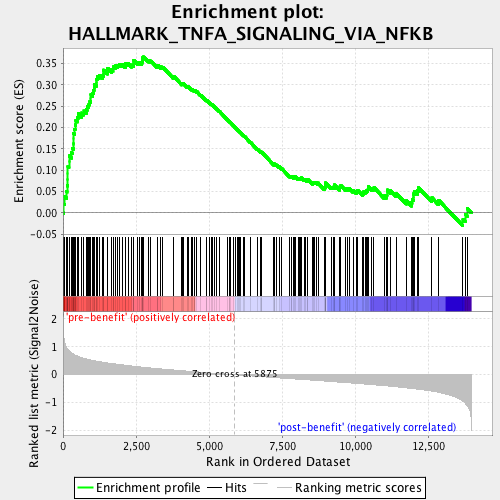 Enrichment plot:
HALLMARK_TNFA_SIGNALING_VIA_NFKB
Enrichment score (ES)
0.35
0.30
0.25
0.20
0.15
0.10
0.05
0.00
-0.05
'pre-benefit' (positively correlated)
Ranked list metric (Signal2Noise)
2
1
0
-1
-2
Zero cross at 5875
'post-benefit' (negatively correlated)
0
2,500
5,000
7,500
10,000
12,500
Rank in Ordered Dataset
Enrichment profile
Hits
Ranking metric scores